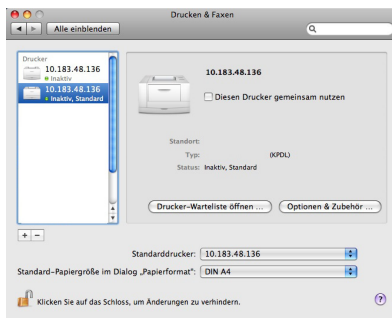 Drucken & Faxen
Alle einblenden
Drucker
10.183.48.136
Inaktiv
10.183.48.136
Inaktiv, Standard
10.183.48.136
Diesen Drucker gemeinsam nutzen
Standort:
Typ: (KPDL)
Status: Inaktiv, Standard
Drucker-Warteliste öffnen ...
Optionen & Zubehör ...
+ -
Standarddrucker: 10.183.48.136
Standard-Papiergröße im Dialog „Papierformat": DIN A4
Klicken Sie auf das Schloss, um Änderungen zu verhindern.
?